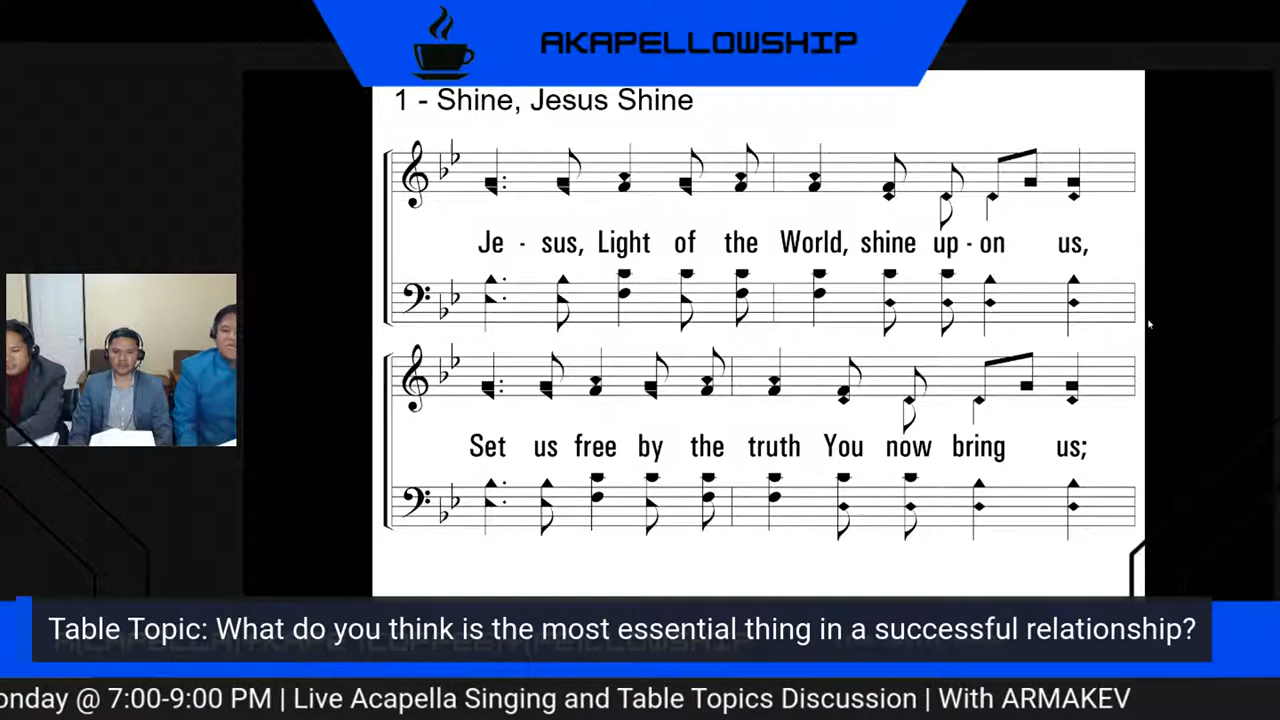 AKAPELLOWSHIP
1 - Shine, Jesus Shine
Je - sus, Light of the World, shine up - on us,
Set us free by the truth You now bring us;
Table Topic: What do you think is the most essential thing in a successful relationship?
onday @ 7:00-9:00 PM | Live Acapella Singing and Table Topics Discussion | With ARMAKEV